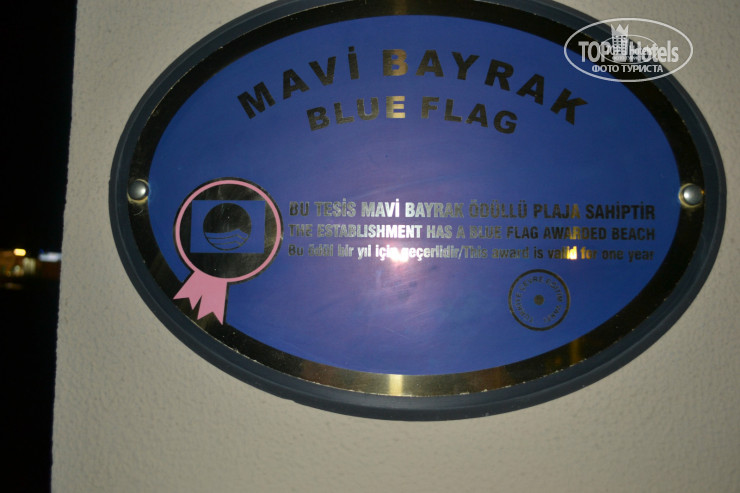 TOP Hotels
ФОТО ТУРИСТА
MAVİ BAYRAK
BLUE FLAG
BU TESİS MAVİ BAYRAK ÖDÜLLÜ PLAJA SAHİPTİR
THE ESTABLISHMENT HAS A BLUE FLAG AWARDED BEACH
Bu ödül bir yıl için geçerlidir/This award is valid for one year